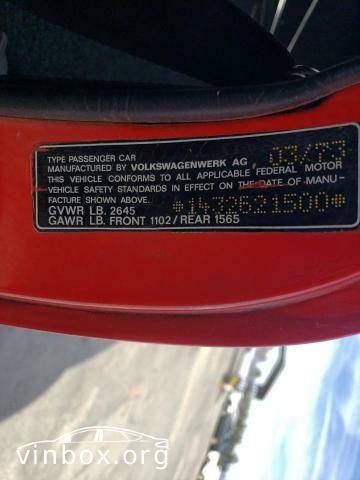 TYPE PASSENGER CAR
MANUFACTURED BY VOLKSWAGENWERK AG 03/73
THIS VEHICLE CONFORMS TO ALL APPLICABLE FEDERAL MOTOR
VEHICLE SAFETY STANDARDS IN EFFECT ON THE DATE OF MANU-
FACTURE SHOWN ABOVE.
GVWR LB. 2645 *1432621500*
GAWR LB. FRONT 1102/REAR 1565
vinbox.org